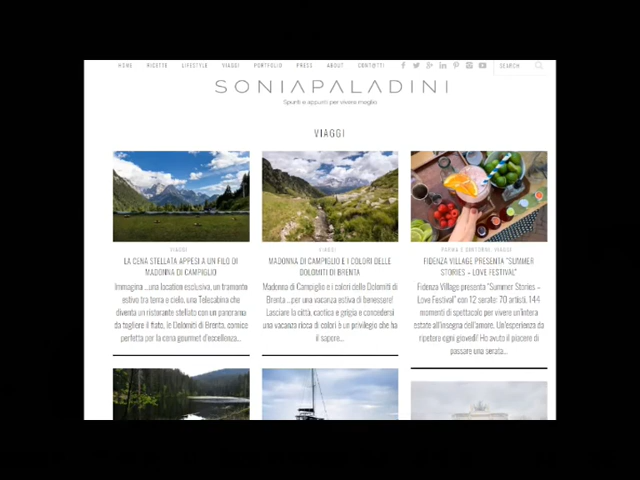 HOME RICETTE LIFESTYLE VIAGGI PORTFOLIO PRESS ABOUT CONTATTI SEARCH
SONIAPALADINI
Spunti e appunti per vivere meglio
VIAGGI
VIAGGI
LA CENA STELLATA APPESI A UN FILO DI
MADONNA DI CAMPIGLIO
Immagina ...una location esclusiva, un tramonto
estivo tra terra e cielo, una Telecabina che
diventa un ristorante stellato con un panorama
da togliere il fiato, le Dolomiti di Brenta, cornice
perfetta per la cena gourmet d'eccellenza...
VIAGGI
MADONNA DI CAMPIGLIO E I COLORI DELLE
DOLOMITI DI BRENTA
Madonna di Campiglio e i colori delle Dolomiti di
Brenta ...per una vacanza estiva di benessere!
Lasciare la città, caotica e grigia e concedersi
una vacanza ricca di colori è un privilegio che ha
il sapore...
PARMA E DINTORNI VIAGGI
FIDENZA VILLAGE PRESENTA "SUMMER
STORIES – LOVE FESTIVAL"
Fidenza Village presenta "Summer Stories –
Love Festival" con 12 serate: 70 artisti, 144
momenti di spettacolo per vivere un'intera
estate all'insegna dell'amore. Un'esperienza da
ripetere ogni giovedì! Ho avuto il piacere di
passare una serata...